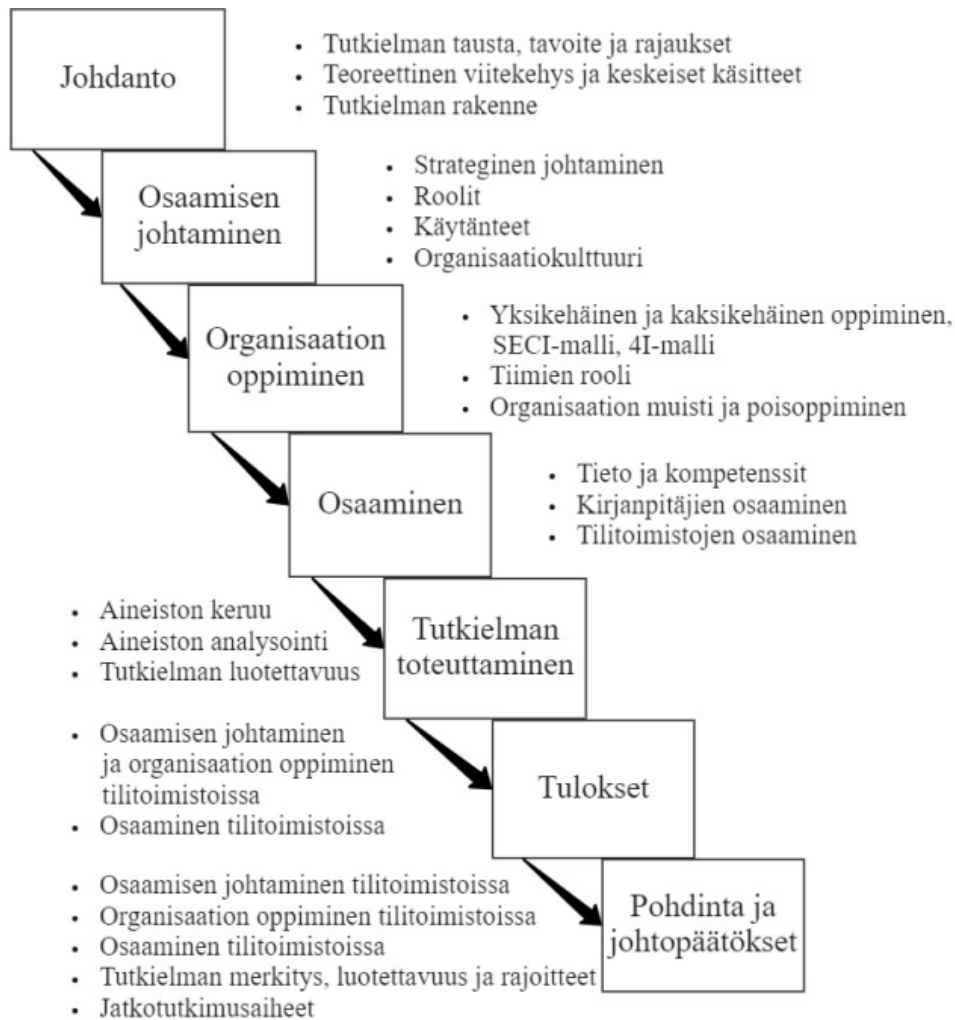 Johdanto
• Tutkielman tausta, tavoite ja rajaukset
• Teoreettinen viitekehys ja keskeiset käsitteet
• Tutkielman rakenne
Osaamisen
johtaminen
• Strateginen johtaminen
• Roolit
• Käytänteet
• Organisaatiokulttuuri
Organisaation
oppiminen
• Yksikehäinen ja kaksikehäinen oppiminen,
SECI-malli, 4I-malli
• Tiimien rooli
• Organisaation muisti ja poisoppiminen
Osaaminen
• Tieto ja kompetenssit
• Kirjanpitäjien osaaminen
• Tilitoimistojen osaaminen
Tutkielman
toteuttaminen
• Aineiston keruu
• Aineiston analysointi
• Tutkielman luotettavuus
Tulokset
• Osaamisen johtaminen
ja organisaation oppiminen
tilitoimistoissa
• Osaaminen tilitoimistoissa
Pohdinta ja
johtopäätökset
• Osaamisen johtaminen tilitoimistoissa
• Organisaation oppiminen tilitoimistoissa
• Osaaminen tilitoimistoissa
• Tutkielman merkitys, luotettavuus ja rajoitteet
• Jatkotutkimusaiheet